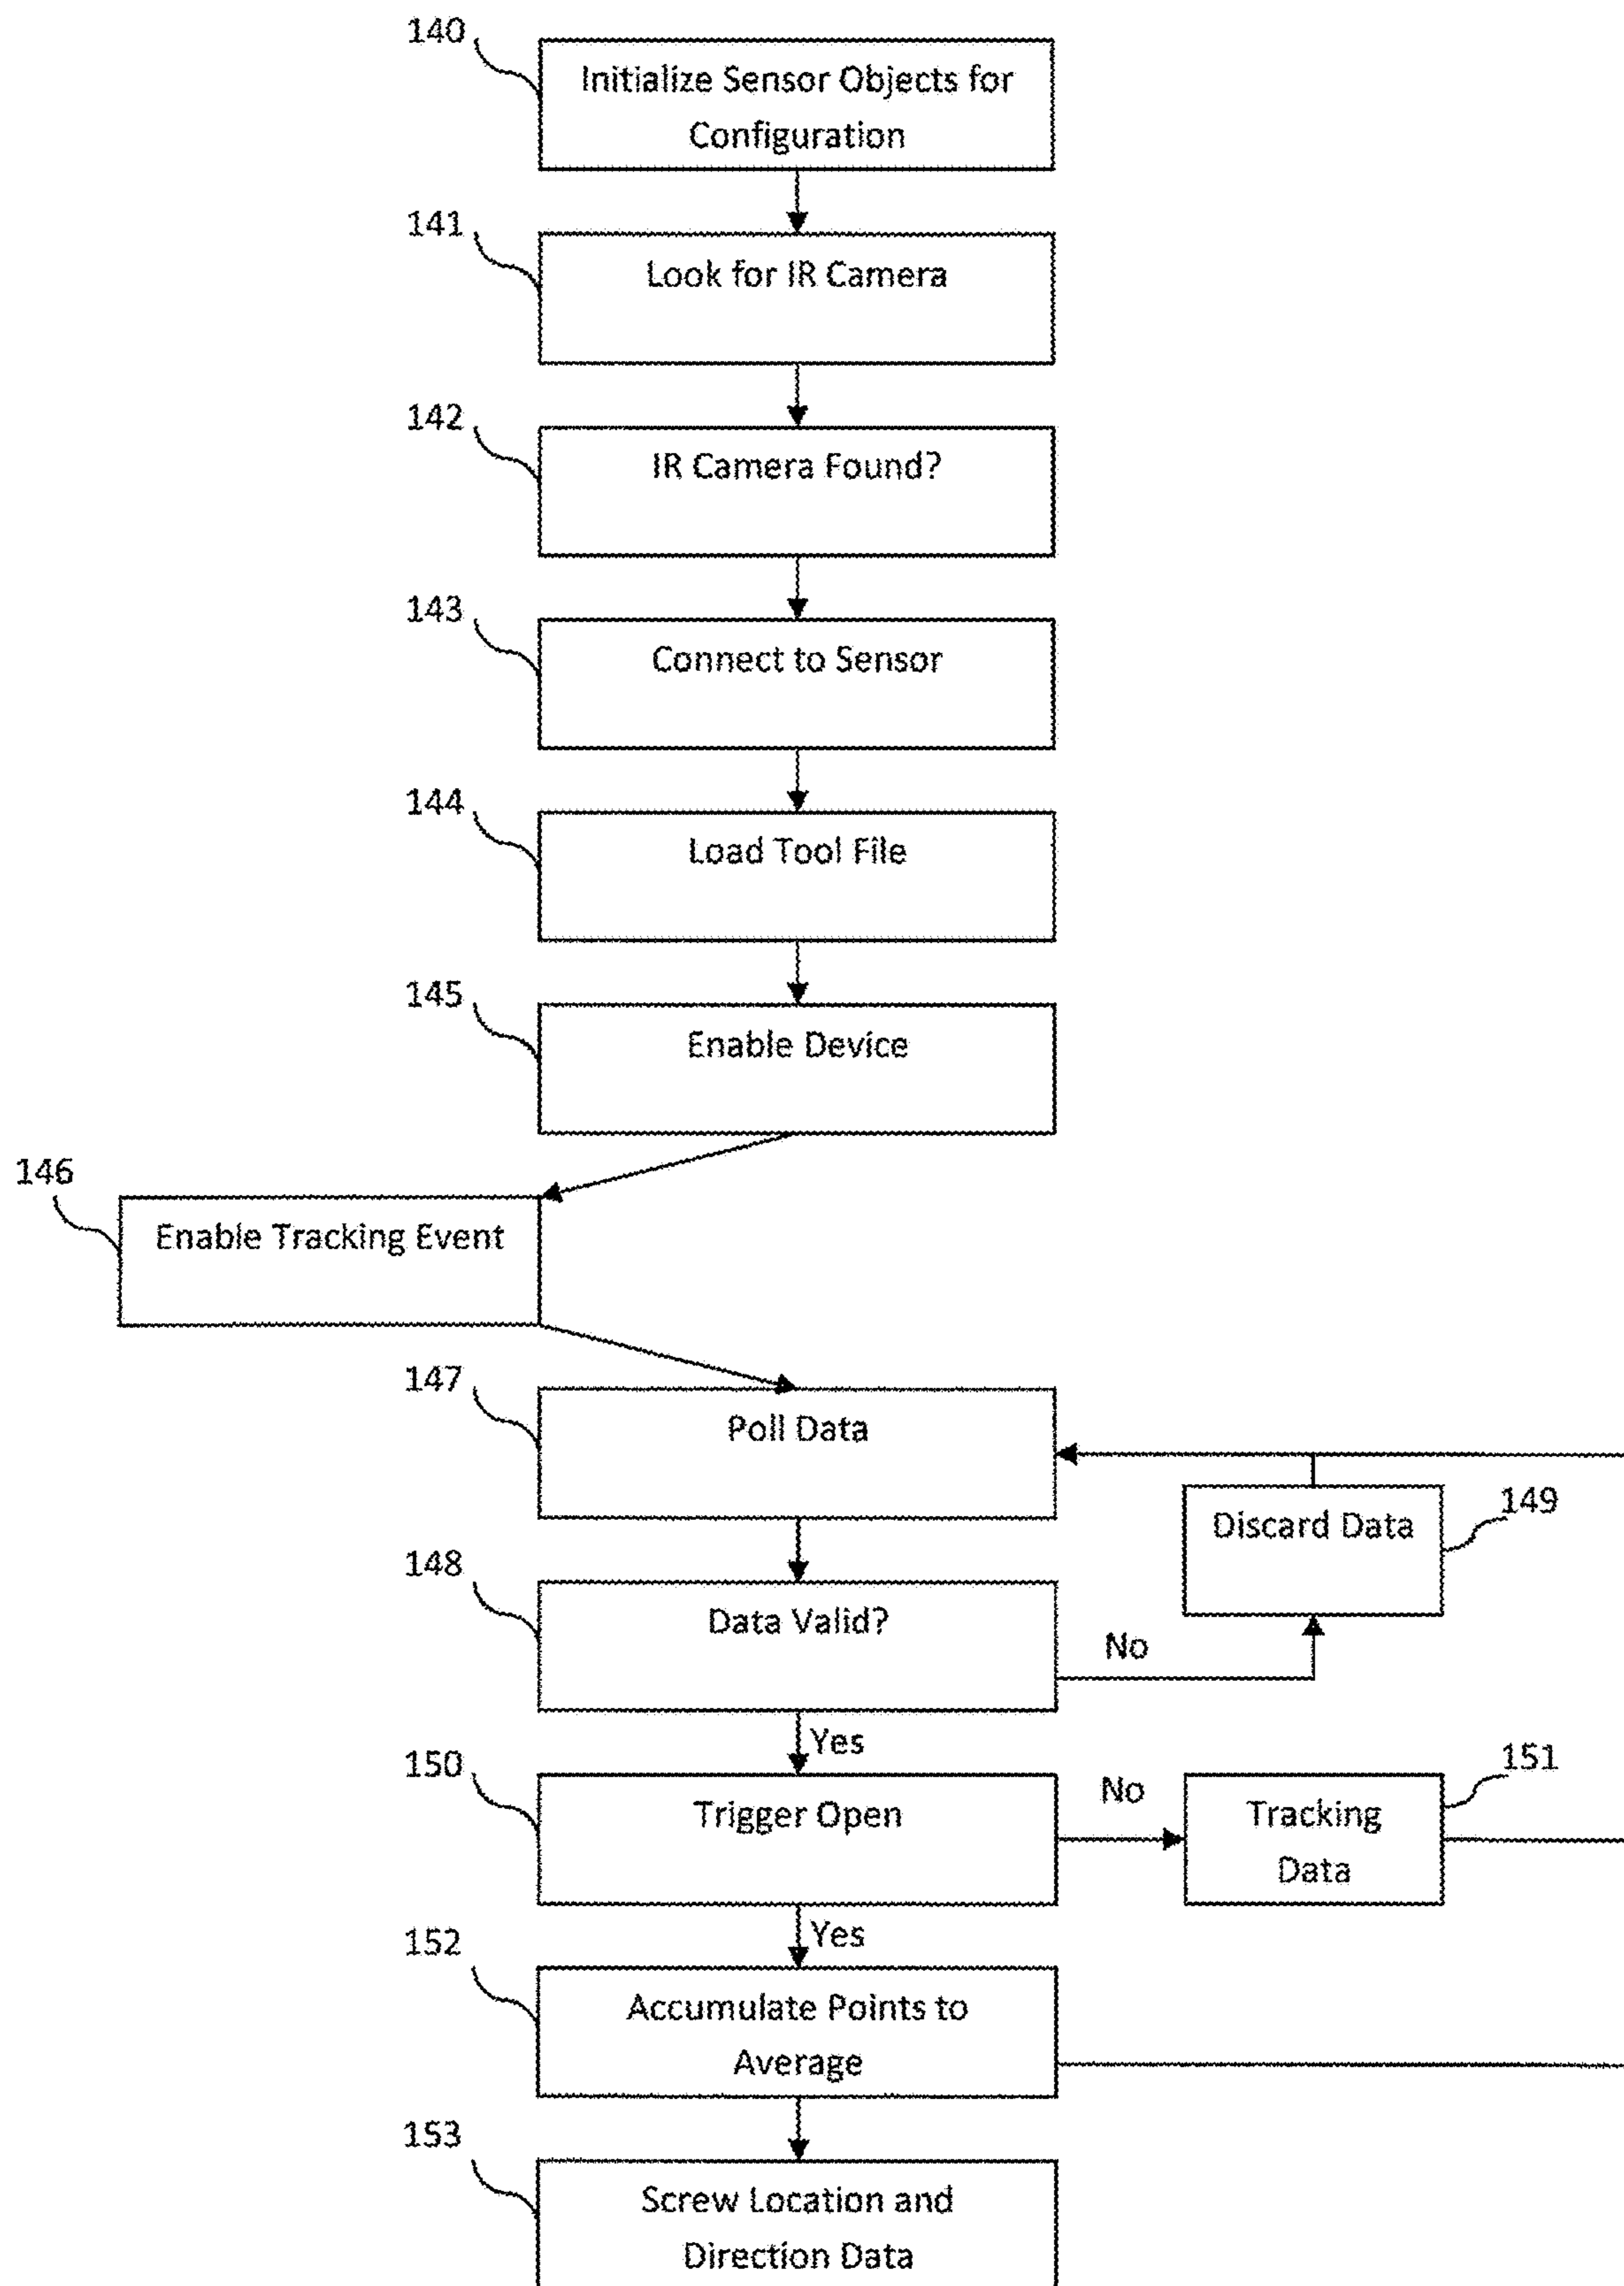 140
Initialize Sensor Objects for
Configuration
141
Look for IR Camera
142
IR Camera Found?
143
Connect to Sensor
144
Load Tool File
145
Enable Device
146
Enable Tracking Event
147
Poll Data
149
Discard Data
148
Data Valid?
No
Yes
150
Trigger Open
No
151
Tracking
Data
Yes
152
Accumulate Points to
Average
153
Screw Location and
Direction Data